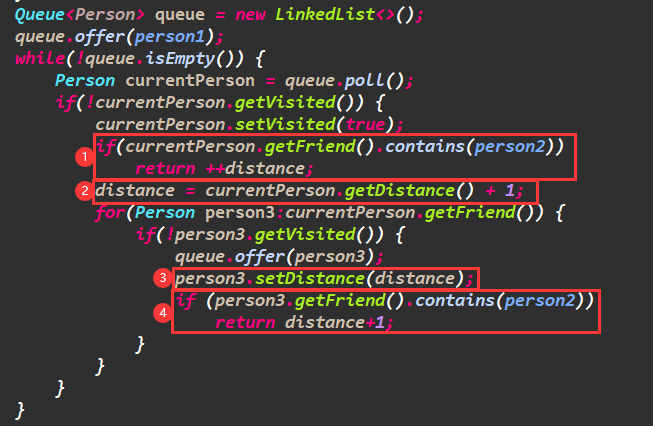 Queue<Person> queue = new LinkedList<>();
queue.offer(person1);
while(!queue.isEmpty()) {
    Person currentPerson = queue.poll();
    if(!currentPerson.getVisited()) {
        currentPerson.setVisited(true);
1       if(currentPerson.getFriend().contains(person2))
            return ++distance;
2       distance = currentPerson.getDistance() + 1;
        for(Person person3:currentPerson.getFriend()) {
            if(!person3.getVisited()) {
                queue.offer(person3);
3               person3.setDistance(distance);
4               if (person3.getFriend().contains(person2))
                    return distance+1;
            }
        }
    }
}